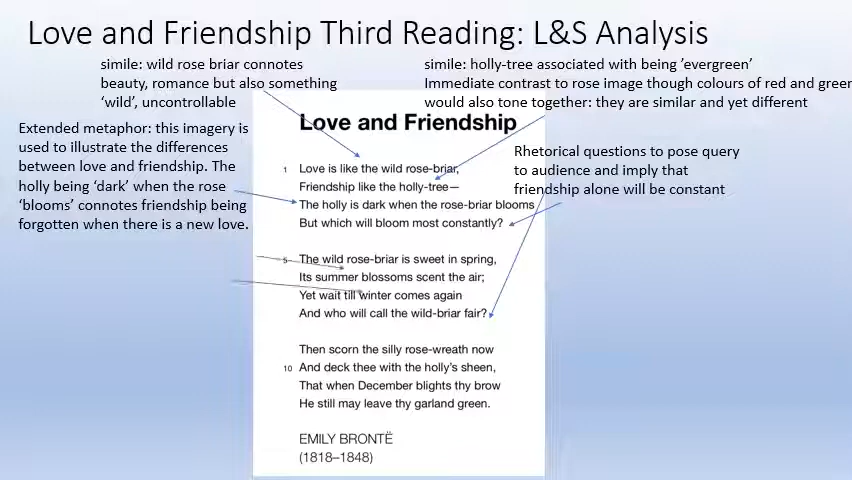 Love and Friendship Third Reading: L&S Analysis
simile: wild rose briar connotes
beauty, romance but also something
‘wild’, uncontrollable
simile: holly-tree associated with being ’evergreen’
Immediate contrast to rose image though colours of red and green
would also tone together: they are similar and yet different
Extended metaphor: this imagery is
used to illustrate the differences
between love and friendship. The
holly being ‘dark’ when the rose
‘blooms’ connotes friendship being
forgotten when there is a new love.
Rhetorical questions to pose query
to audience and imply that
friendship alone will be constant
Love and Friendship
1 Love is like the wild rose-briar,
Friendship like the holly-tree—
The holly is dark when the rose-briar blooms
But which will bloom most constantly?
5 The wild rose-briar is sweet in spring,
Its summer blossoms scent the air;
Yet wait till winter comes again
And who will call the wild-briar fair?
Then scorn the silly rose-wreath now
10 And deck thee with the holly’s sheen,
That when December blights thy brow
He still may leave thy garland green.
EMILY BRONTË
(1818–1848)